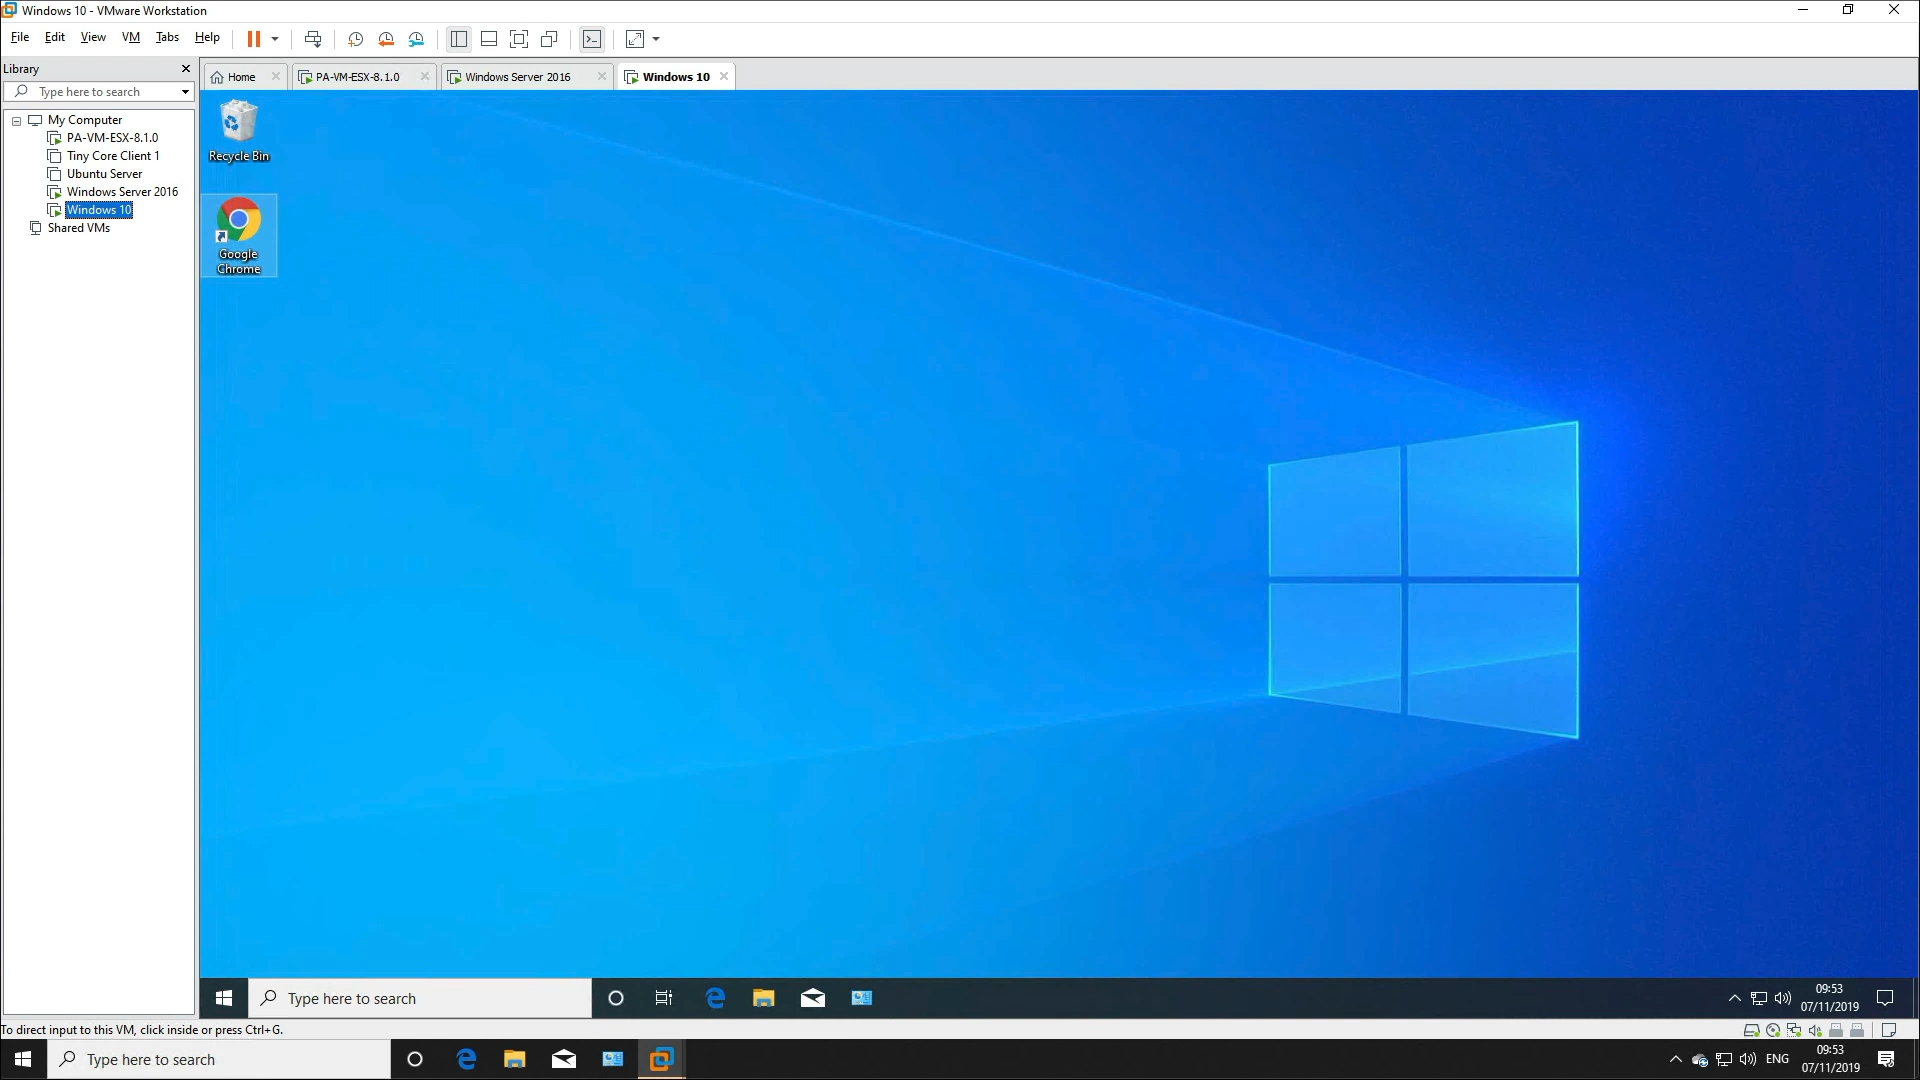 Windows 10 - VMware Workstation
File Edit View VM Tabs Help
Library
Type here to search
Home
PA-VM-ESX-8.1.0
Windows Server 2016
Windows 10
My Computer
PA-VM-ESX-8.1.0
Tiny Core Client 1
Ubuntu Server
Windows Server 2016
Windows 10
Shared VMs
Recycle Bin
Google
Chrome
Type here to search
09:53
07/11/2019
To direct input to this VM, click inside or press Ctrl+G.
Type here to search
ENG
09:53
07/11/2019